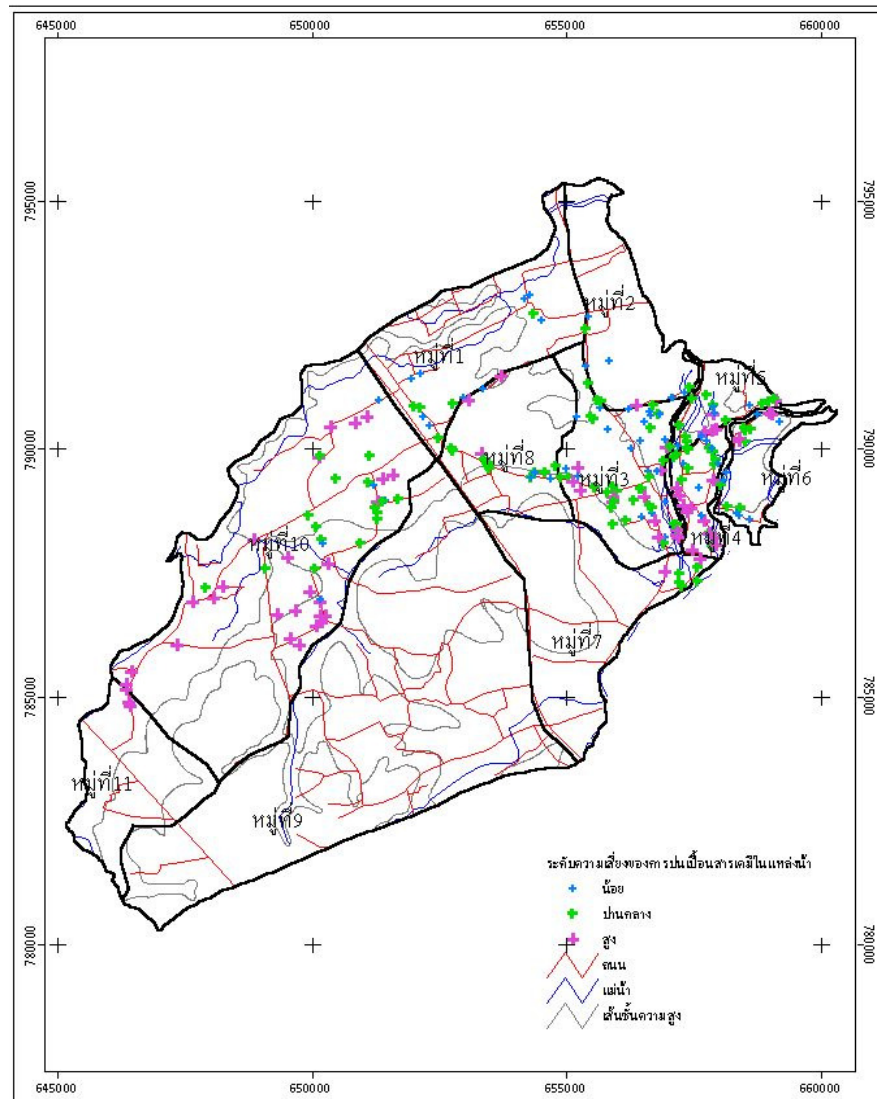 645000 650000 655000 660000
795000 795000
หมู่ที่2
หมู่ที่1
หมู่ที่5
790000 790000
หมู่ที่8
หมู่ที่3
หมู่ที่6
หมู่ที่10
หมู่ที่4
หมู่ที่7
785000 785000
หมู่ที่11
หมู่ที่9
ระดับความเสี่ยงของการปนเปื้อนสารเคมีในแหล่งน้ำ
น้อย
ปานกลาง
สูง
780000 780000
ถนน
แม่น้ำ
เส้นชั้นความสูง
645000 650000 655000 660000